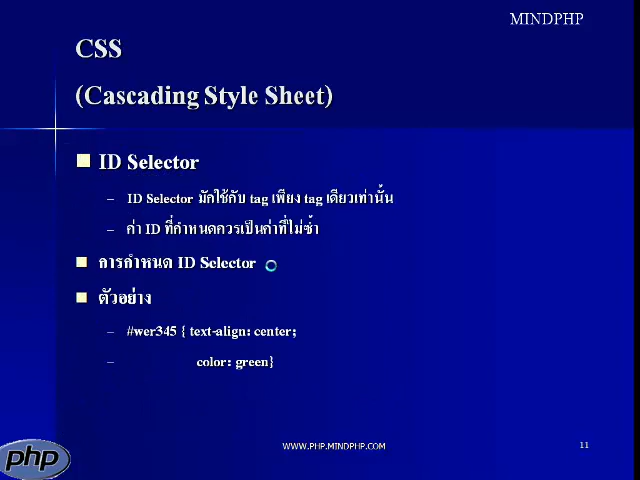 MINDPHP
CSS
(Cascading Style Sheet)
ID Selector
– ID Selector มักใช้กับ tag เพียง tag เดียวเท่านั้น
– ค่า ID ที่กำหนดควรเป็นค่าที่ไม่ซ้ำ
การกำหนด ID Selector
ตัวอย่าง
– #wer345 { text-align: center;
– color: green}
WWW.PHP.MINDPHP.COM
11
php